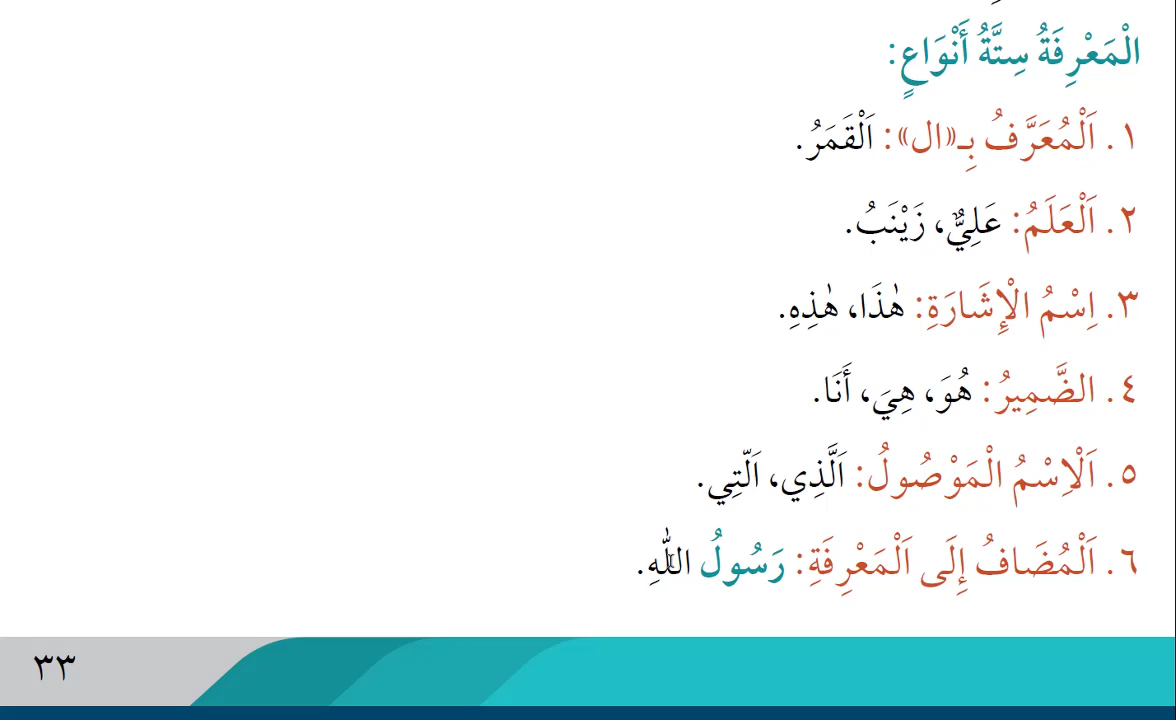 الْمَعْرِفَةُ سِتَّةُ أَنْوَاعٍ:
١. اَلْمُعَرَّفُ بِـ«ال»: اَلْقَمَرُ.
٢. اَلْعَلَمُ: عَلِيٌّ، زَيْنَبُ.
٣. اِسْمُ الْإِشَارَةِ: هٰذَا، هٰذِهِ.
٤. الضَّمِيرُ: هُوَ، هِيَ، أَنَا.
٥. اَلْاِسْمُ الْمَوْصُولُ: اَلَّذِي، اَلَّتِي.
٦. اَلْمُضَافُ إِلَى اَلْمَعْرِفَةِ: رَسُولُ اللّٰهِ.
٣٣